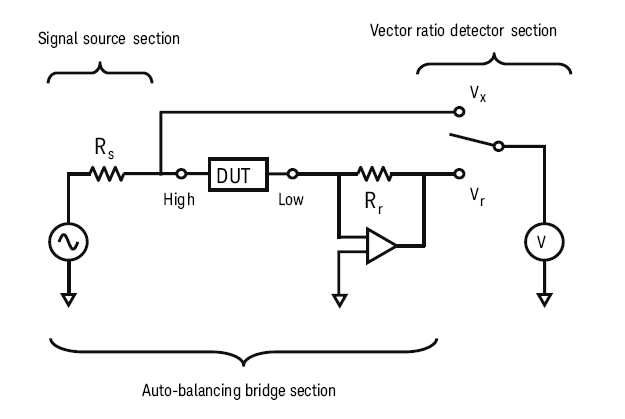 Signal source section
Vector ratio detector section
Vx
Rs
DUT
High
Low
Rr
Vr
V
Auto-balancing bridge section